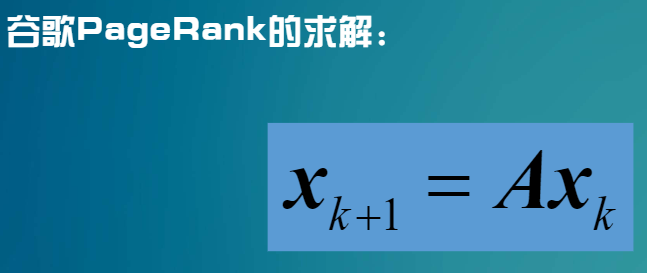 谷歌PageRank的求解：
x_{k+1} = Ax_k